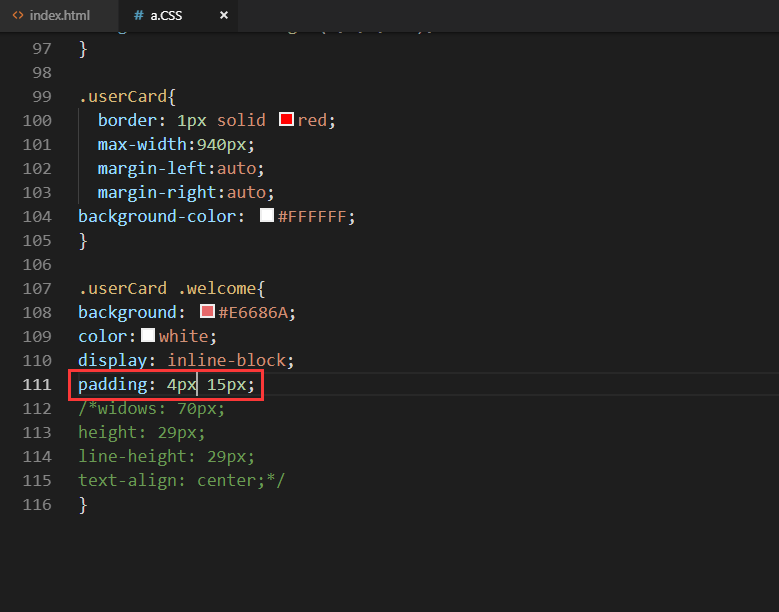 <> index.html # a.CSS ×
97 }
98
99 .userCard{
100 border: 1px solid red;
101 max-width:940px;
102 margin-left:auto;
103 margin-right:auto;
104 background-color: #FFFFFF;
105 }
106
107 .userCard .welcome{
108 background: #E6686A;
109 color: white;
110 display: inline-block;
111 padding: 4px 15px;
112 /*widows: 70px;
113 height: 29px;
114 line-height: 29px;
115 text-align: center;*/
116 }